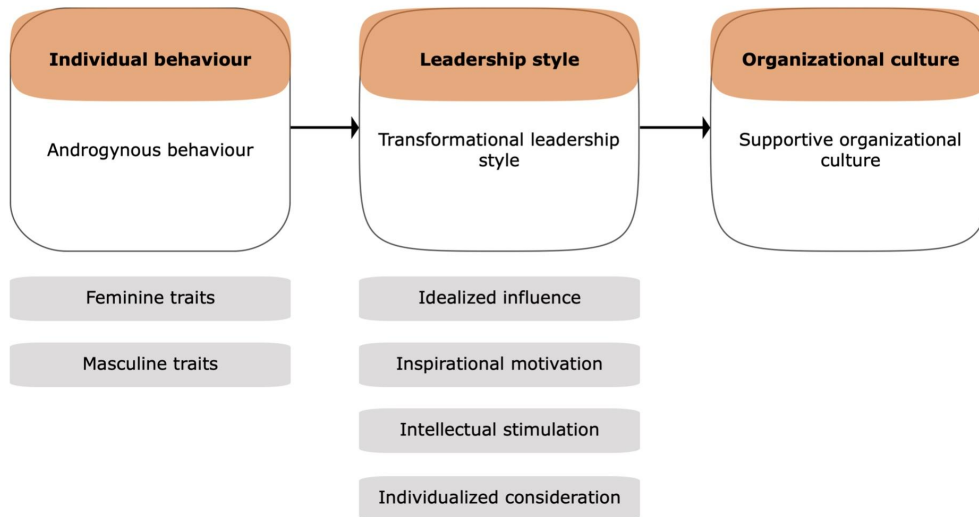 Individual behaviour
Androgynous behaviour
Feminine traits
Masculine traits
Leadership style
Transformational leadership
style
Idealized influence
Inspirational motivation
Intellectual stimulation
Individualized consideration
Organizational culture
Supportive organizational
culture